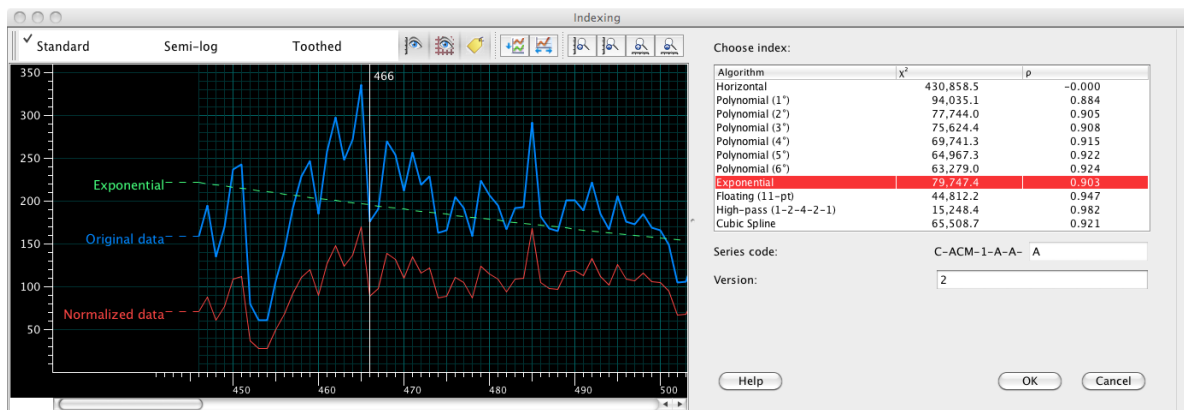 Indexing
Standard Semi-log Toothed
350
300
250
200
150
100
50
466
Exponential
Original data
Normalized data
450 460 470 480 490 500
Choose index:
Algorithm χ² ρ
Horizontal 430,858.5 -0.000
Polynomial (1°) 94,035.1 0.884
Polynomial (2°) 77,744.0 0.905
Polynomial (3°) 75,624.4 0.908
Polynomial (4°) 69,741.3 0.915
Polynomial (5°) 64,967.3 0.922
Polynomial (6°) 63,279.0 0.924
Exponential 79,747.4 0.903
Floating (11-pt) 44,812.2 0.947
High-pass (1-2-4-2-1) 15,248.4 0.982
Cubic Spline 65,508.7 0.921
Series code: C-ACM-1-A-A- A
Version: 2
Help OK Cancel